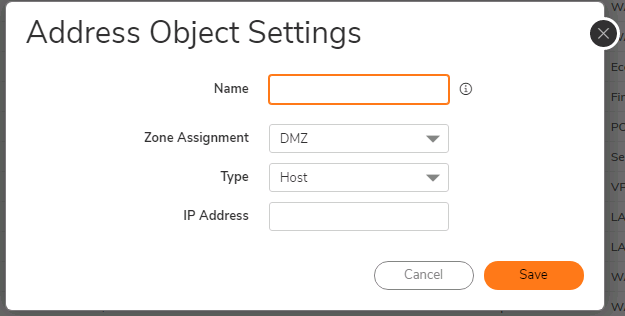 Address Object Settings
Name
Zone Assignment DMZ
Type Host
IP Address
Cancel Save
W
Eco
Fir
PC
Se
VP
LA
LA
W
W